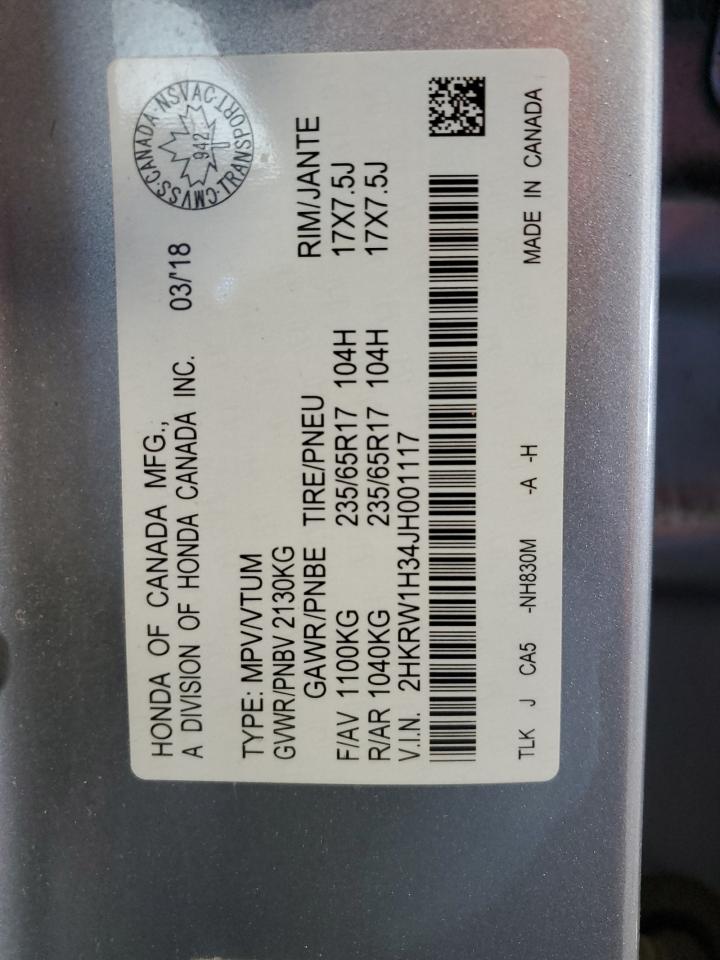 HONDA OF CANADA MFG.,
A DIVISION OF HONDA CANADA INC. 03/'18
CMVSS·CANADA·NSVAC·TRANSPORT
942
TYPE: MPV/VTUM
GVWR/PNBV 2130KG
GAWR/PNBE TIRE/PNEU RIM/JANTE
F/AV 1100KG 235/65R17 104H 17X7.5J
R/AR 1040KG 235/65R17 104H 17X7.5J
V.I.N. 2HKRW1H34JH001117
TLK J CA5 -NH830M -A -H MADE IN CANADA